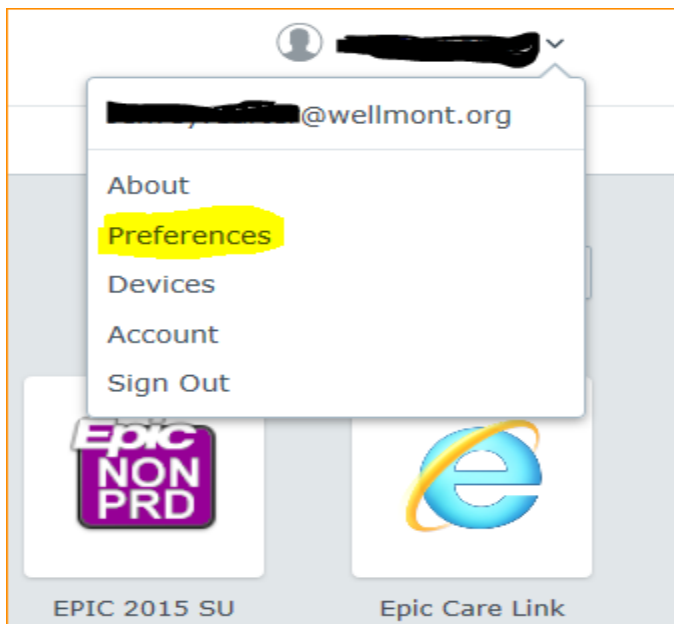 @wellmont.org
About
Preferences
Devices
Account
Sign Out
Epic
NON
PRD
EPIC 2015 SU
Epic Care Link